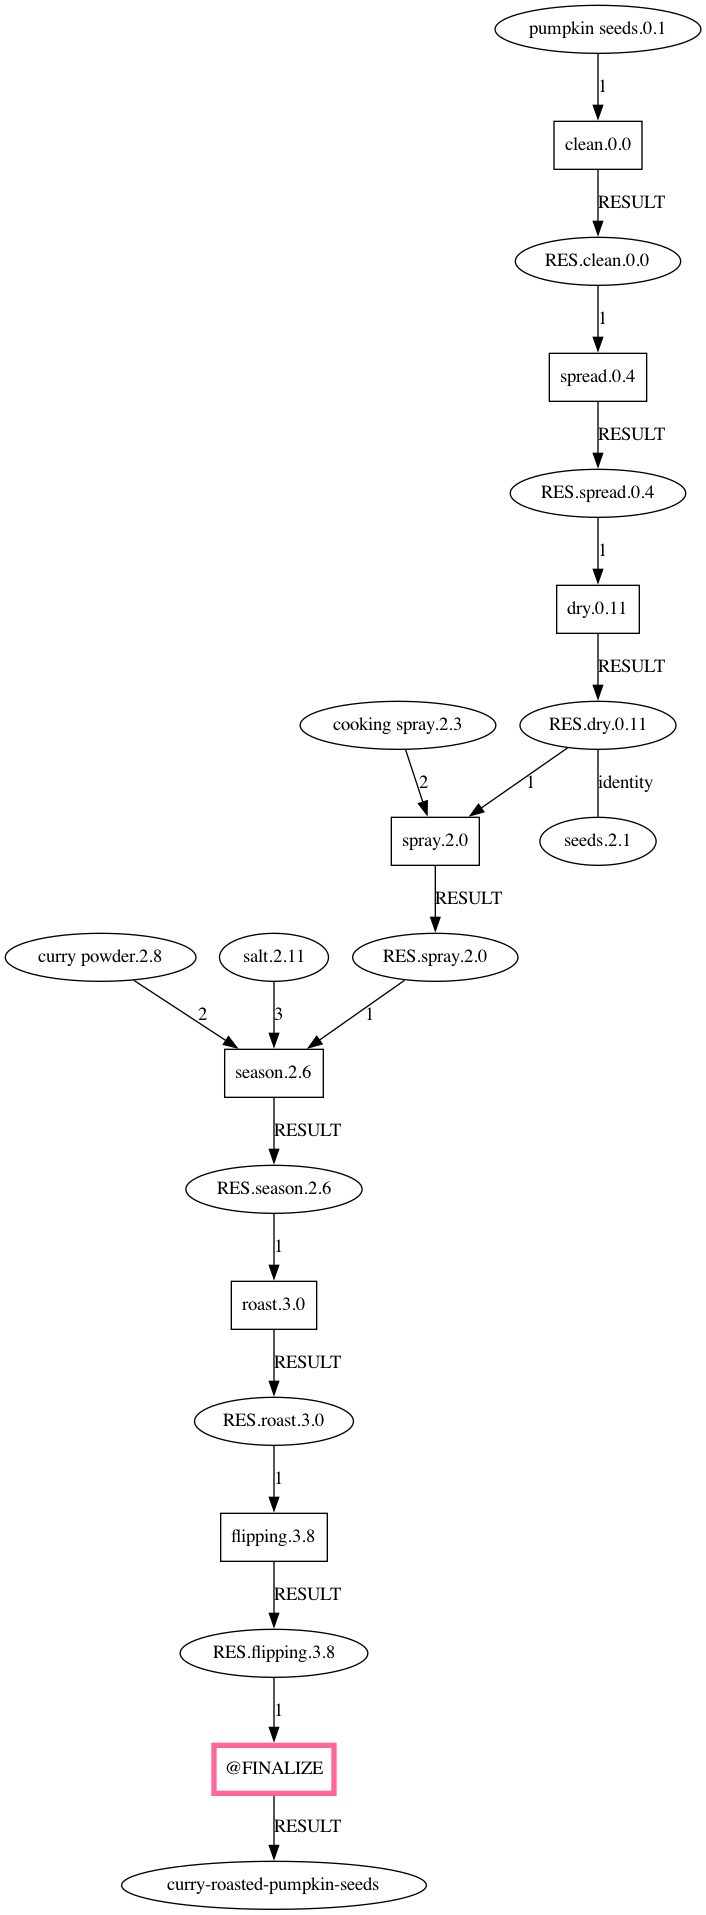 pumpkin seeds.0.1
1
clean.0.0
RESULT
RES.clean.0.0
1
spread.0.4
RESULT
RES.spread.0.4
1
dry.0.11
RESULT
cooking spray.2.3
RES.dry.0.11
2
1
identity
spray.2.0
seeds.2.1
RESULT
curry powder.2.8
salt.2.11
RES.spray.2.0
2
3
1
season.2.6
RESULT
RES.season.2.6
1
roast.3.0
RESULT
RES.roast.3.0
1
flipping.3.8
RESULT
RES.flipping.3.8
1
@FINALIZE
RESULT
curry-roasted-pumpkin-seeds